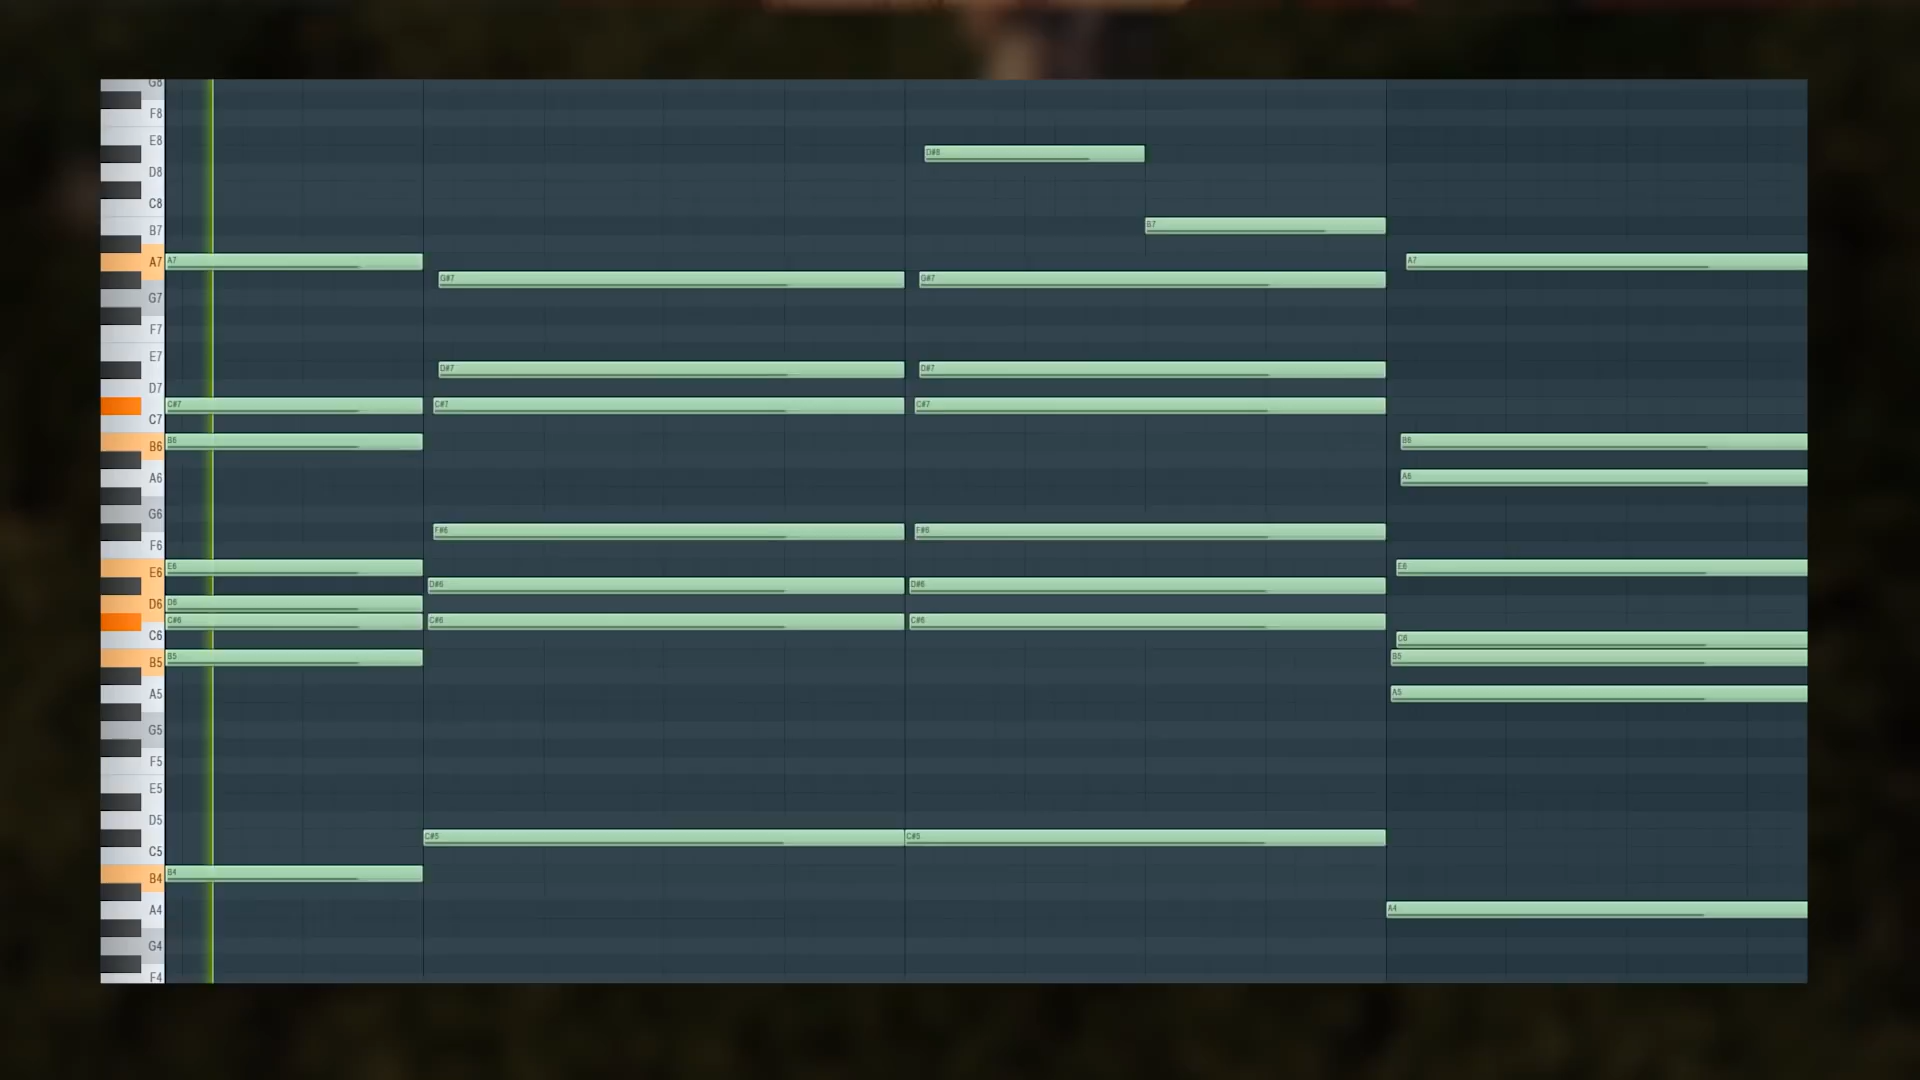 G8
F8
E8
D#8
D8
C8
B7 B7
A7 A7 A7
G#7 G#7
G7
F7
E7
D#7 D#7
D7
C#7 C#7 C#7
C7
B6 B6 B6
A6 A6
G6
F#6 F#6
F6
E6 E6 E6
D#6 D#6
D6 D6
C#6 C#6 C#6
C6 C6
B5 B5 B5
A5 A5
G5
F5
E5
D5
C#5 C#5
C5
B4 B4
A4 A4
G4
F4